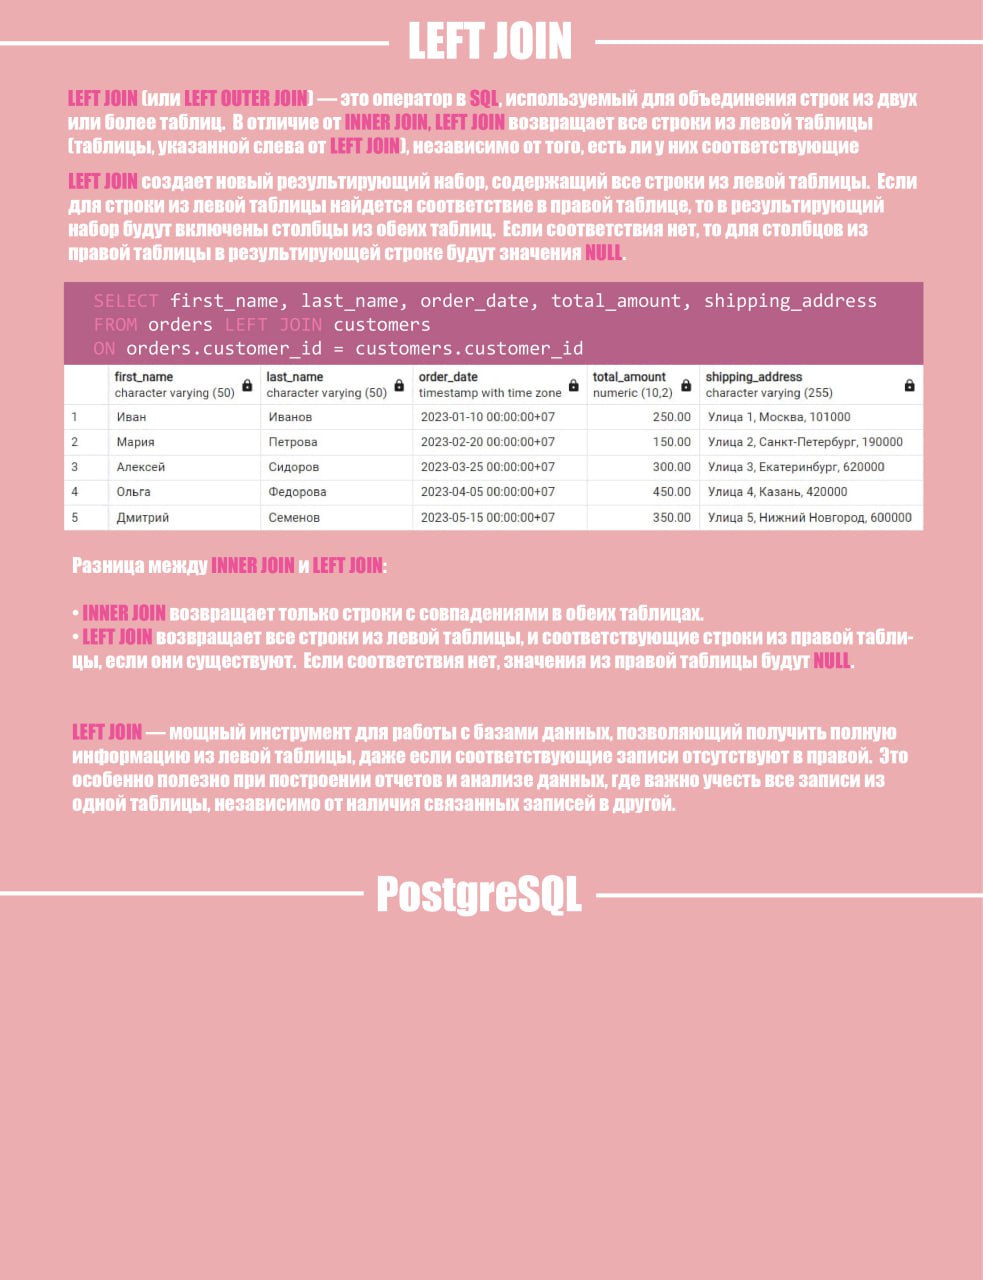 LEFT JOIN
LEFT JOIN (или LEFT OUTER JOIN) — это оператор в SQL, используемый для объединения строк из двух
или более таблиц. В отличие от INNER JOIN, LEFT JOIN возвращает все строки из левой таблицы
(таблицы, указанной слева от LEFT JOIN), независимо от того, есть ли у них соответствующие
LEFT JOIN создает новый результирующий набор, содержащий все строки из левой таблицы. Если
для строки из левой таблицы найдется соответствие в правой таблице, то в результирующий
набор будут включены столбцы из обеих таблиц. Если соответствия нет, то для столбцов из
правой таблицы в результирующей строке будут значения NULL.
SELECT first_name, last_name, order_date, total_amount, shipping_address
FROM orders LEFT JOIN customers
ON orders.customer_id = customers.customer_id
first_name last_name order_date total_amount shipping_address
character varying (50) character varying (50) timestamp with time zone numeric (10,2) character varying (255)
1 Иван Иванов 2023-01-10 00:00:00+07 250.00 Улица 1, Москва, 101000
2 Мария Петрова 2023-02-20 00:00:00+07 150.00 Улица 2, Санкт-Петербург, 190000
3 Алексей Сидоров 2023-03-25 00:00:00+07 300.00 Улица 3, Екатеринбург, 620000
4 Ольга Федорова 2023-04-05 00:00:00+07 450.00 Улица 4, Казань, 420000
5 Дмитрий Семенов 2023-05-15 00:00:00+07 350.00 Улица 5, Нижний Новгород, 600000
Разница между INNER JOIN и LEFT JOIN:
• INNER JOIN возвращает только строки с совпадениями в обеих таблицах.
• LEFT JOIN возвращает все строки из левой таблицы, и соответствующие строки из правой табли-
цы, если они существуют. Если соответствия нет, значения из правой таблицы будут NULL.
LEFT JOIN — мощный инструмент для работы с базами данных, позволяющий получить полную
информацию из левой таблицы, даже если соответствующие записи отсутствуют в правой. Это
особенно полезно при построении отчетов и анализе данных, где важно учесть все записи из
одной таблицы, независимо от наличия связанных записей в другой.
PostgreSQL